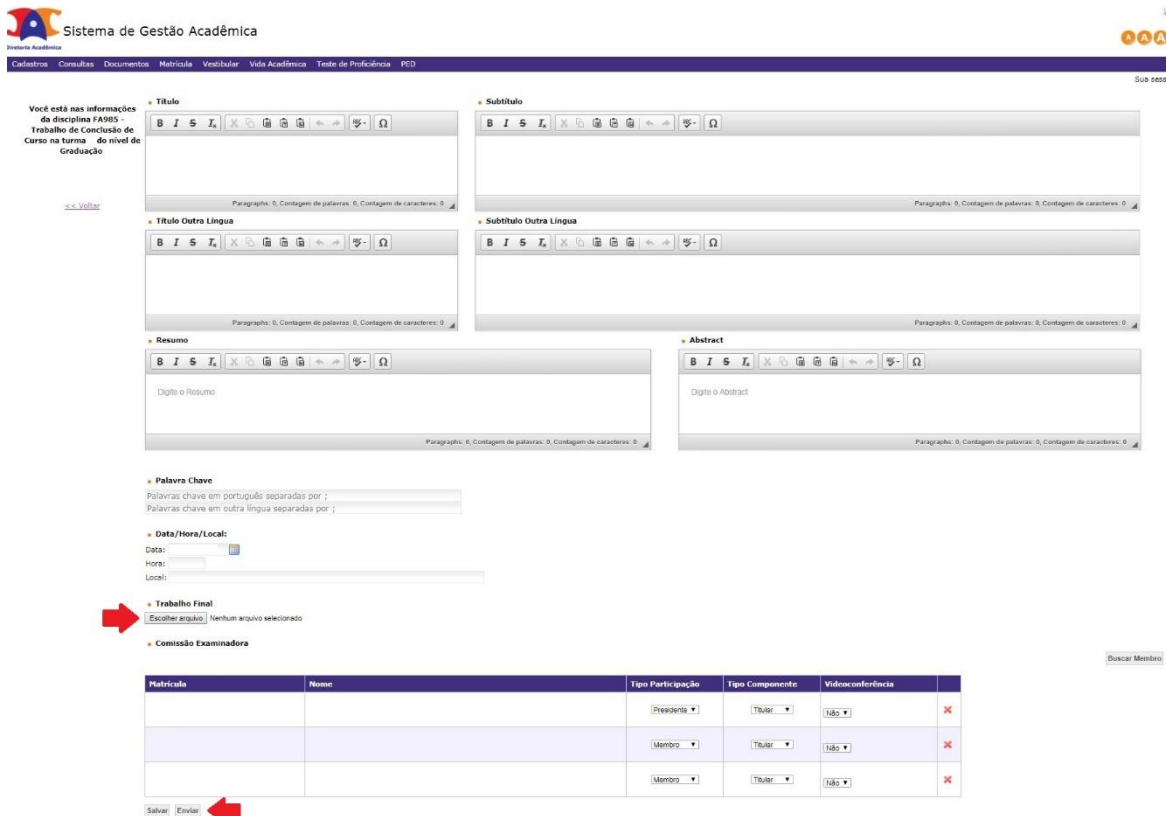 Sistema de Gestão Acadêmica
Diretoria Acadêmica
A A A
Cadastros Consultas Documentos Matrícula Vestibular Vida Acadêmica Teste de Proficiência PED
Sua sess
Você está nas informações
da disciplina FA985 -
Trabalho de Conclusão de
Curso na turma do nível de
Graduação
<< Voltar
Título
Subtítulo
Paragraphs: 0, Contagem de palavras: 0, Contagem de caracteres: 0
Paragraphs: 0, Contagem de palavras: 0, Contagem de caracteres: 0
Título Outra Língua
Subtítulo Outra Língua
Paragraphs: 0, Contagem de palavras: 0, Contagem de caracteres: 0
Paragraphs: 0, Contagem de palavras: 0, Contagem de caracteres: 0
Resumo
Abstract
Digite o Resumo
Digite o Abstract
Paragraphs: 0, Contagem de palavras: 0, Contagem de caracteres: 0
Paragraphs: 0, Contagem de palavras: 0, Contagem de caracteres: 0
Palavra Chave
Palavras chave em português separadas por ;
Palavras chave em outra língua separadas por ;
Data/Hora/Local:
Data:
Hora:
Local:
Trabalho Final
Escolher arquivo Nenhum arquivo selecionado
Comissão Examinadora
Buscar Membro
Matrícula Nome Tipo Participação Tipo Componente Videoconferência
Presidente Titular Não
Membro Titular Não
Membro Titular Não
Salvar Enviar